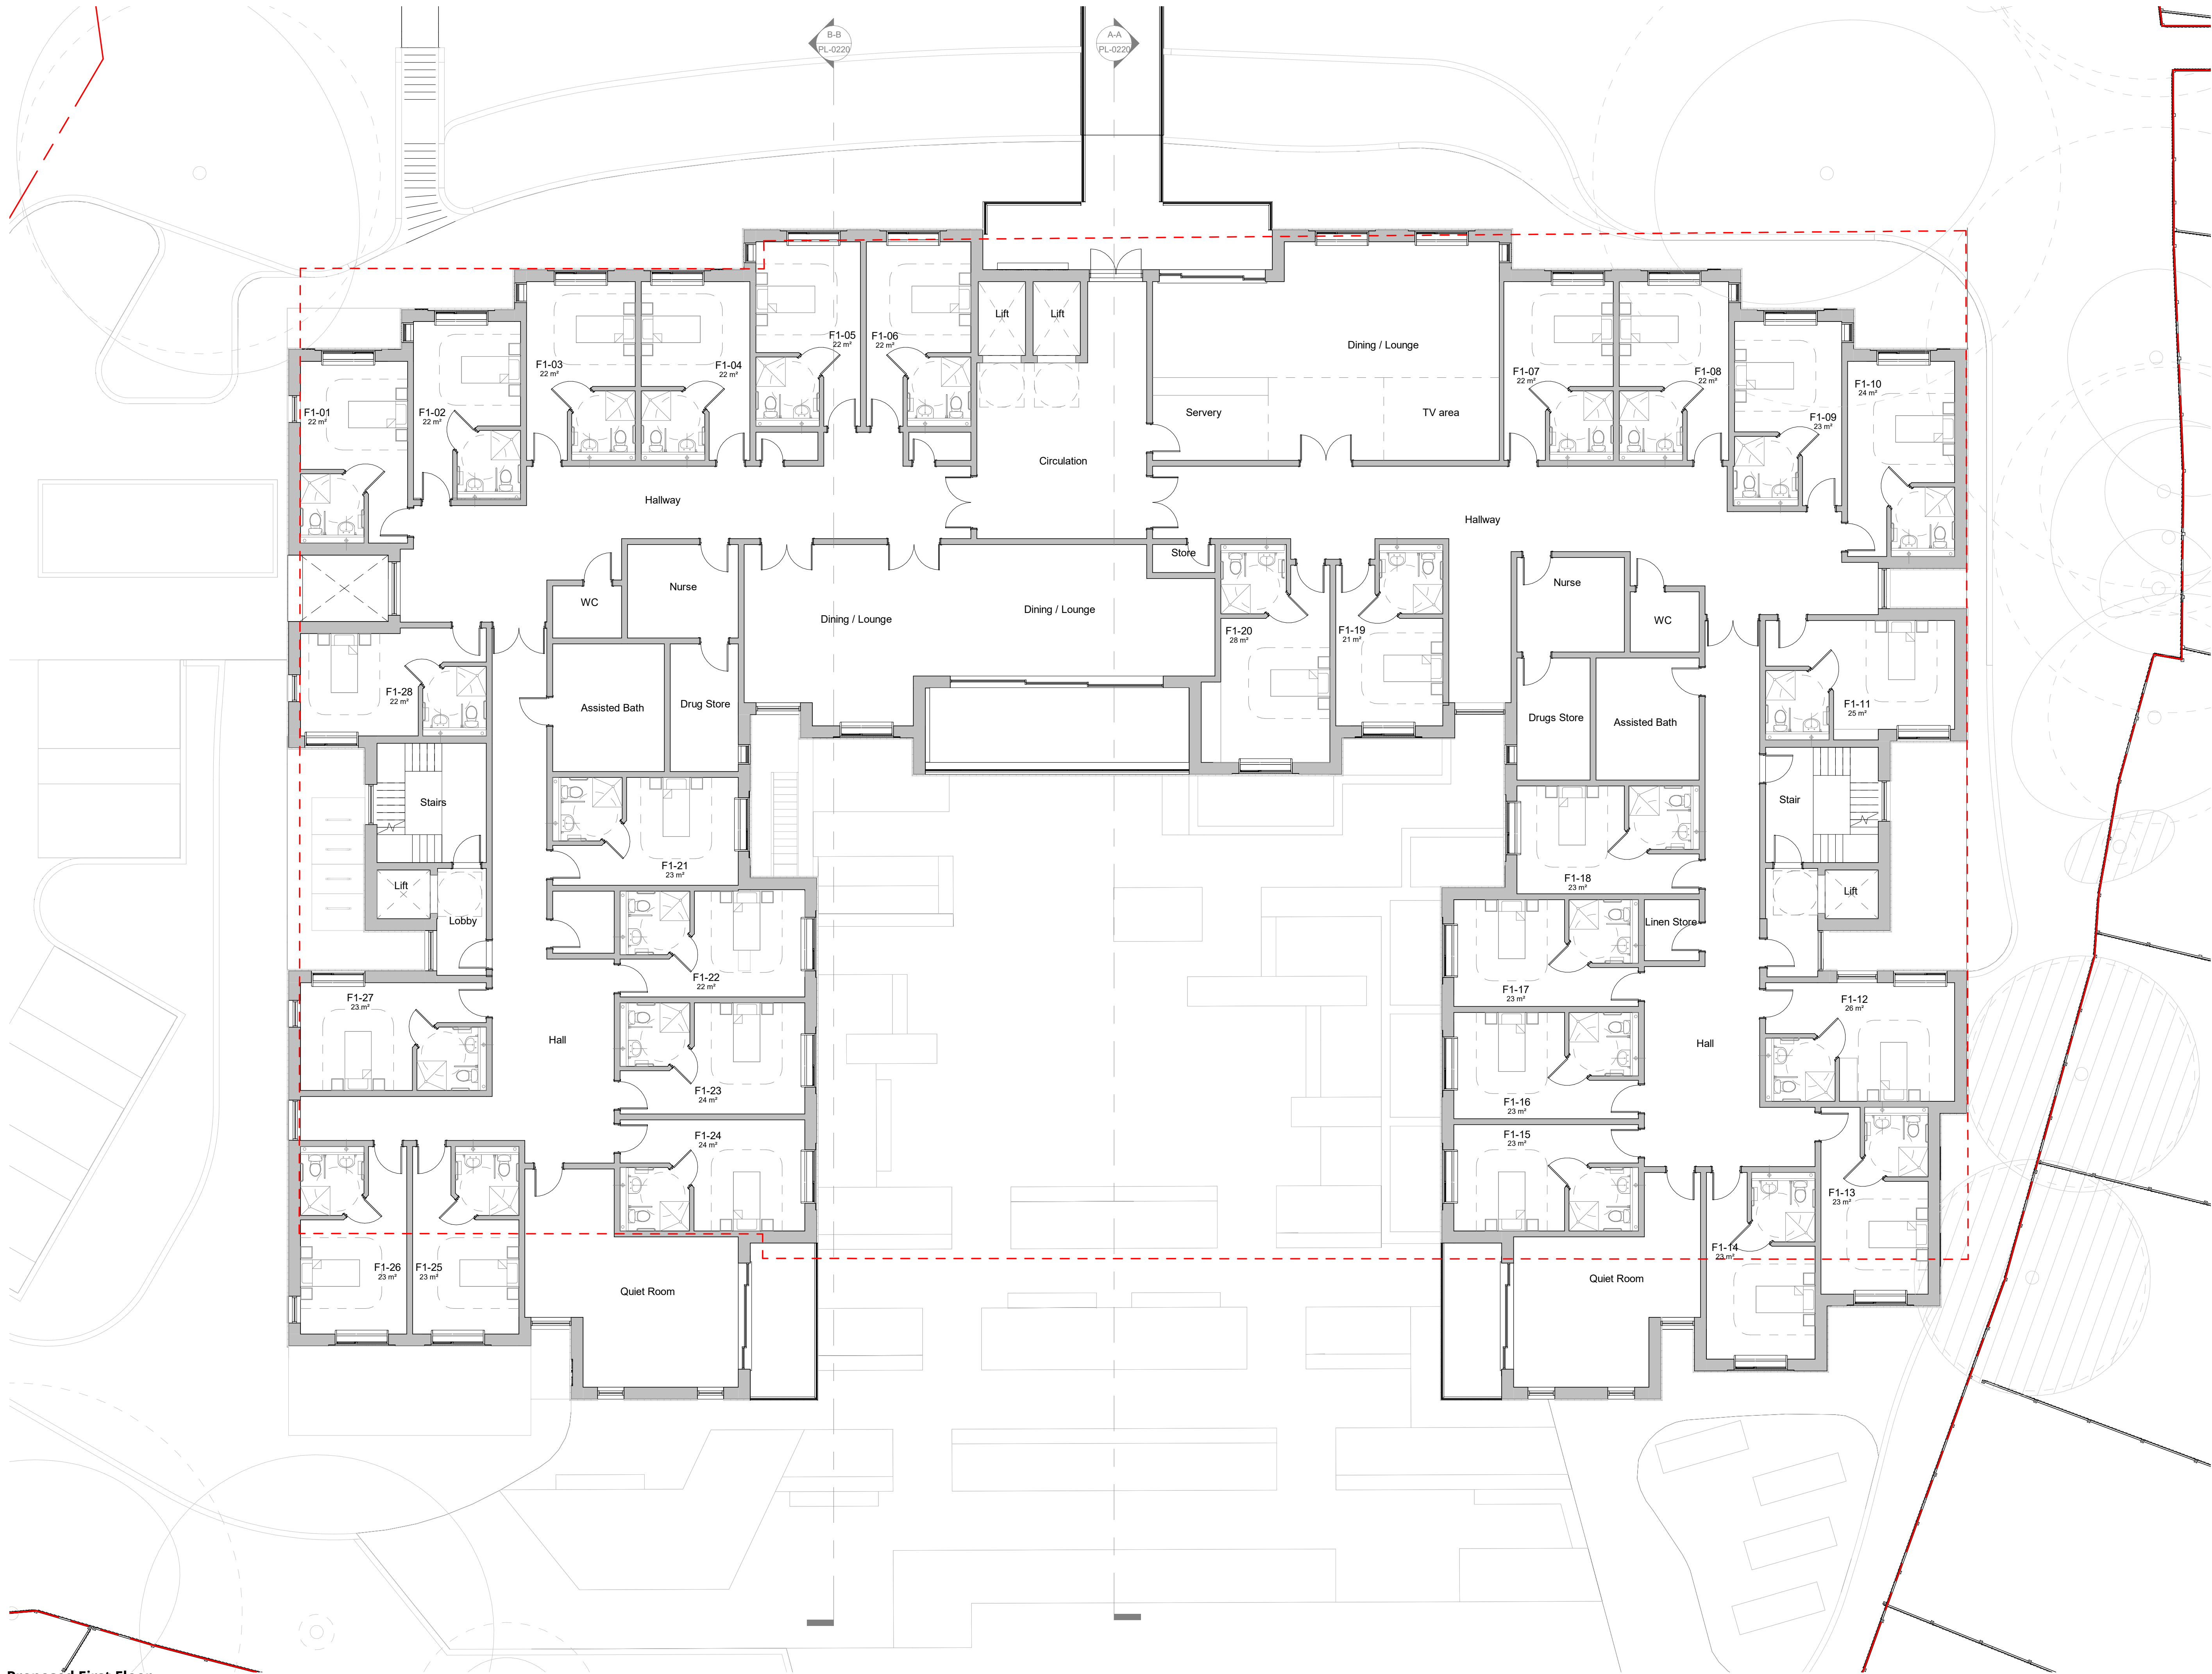 B-B
PL-0220
A-A
PL-0220
Lift
Lift
F1-05
22 m²
F1-06
22 m²
Dining / Lounge
F1-03
22 m²
F1-04
22 m²
F1-07
22 m²
F1-08
22 m²
F1-01
22 m²
F1-02
22 m²
Servery
TV area
F1-09
23 m²
F1-10
24 m²
Circulation
Hallway
Hallway
Store
WC
Nurse
Dining / Lounge
Dining / Lounge
F1-20
28 m²
F1-19
21 m²
Nurse
WC
F1-28
22 m²
Assisted Bath
Drug Store
Drugs Store
Assisted Bath
F1-11
25 m²
Stairs
Stair
F1-21
23 m²
F1-18
23 m²
Lift
Lobby
Lift
Linen Store
F1-22
22 m²
F1-17
23 m²
F1-27
23 m²
F1-12
26 m²
Hall
Hall
F1-23
24 m²
F1-16
23 m²
F1-24
24 m²
F1-15
23 m²
F1-13
23 m²
F1-26
23 m²
F1-25
23 m²
F1-14
23 m²
Quiet Room
Quiet Room
Proposed First Floor